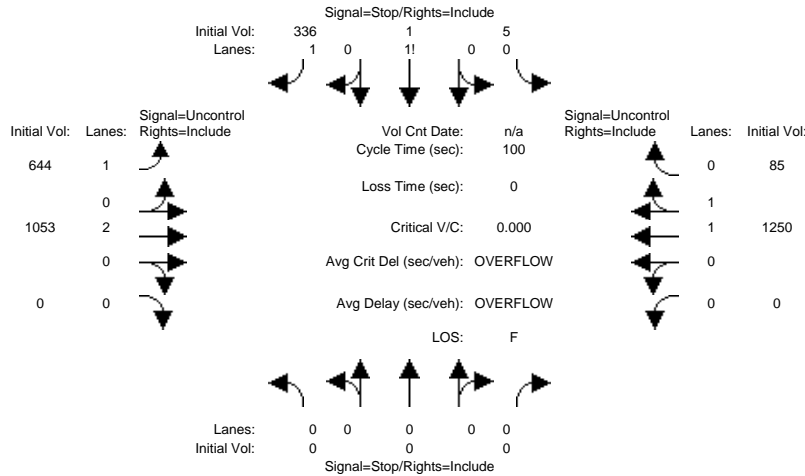 Signal=Stop/Rights=Include
Initial Vol: 336 1 5
Lanes: 1 0 1! 0 0
Signal=Uncontrol
Initial Vol: Lanes: Rights=Include
Vol Cnt Date: n/a
Signal=Uncontrol
Rights=Include Lanes: Initial Vol:
Cycle Time (sec): 100
644 1
0 85
Loss Time (sec): 0
0
1
1053 2
Critical V/C: 0.000
1 1250
0
Avg Crit Del (sec/veh): OVERFLOW
0
0 0
Avg Delay (sec/veh): OVERFLOW
0 0
LOS: F
Lanes: 0 0 0 0 0
Initial Vol: 0 0 0
Signal=Stop/Rights=Include